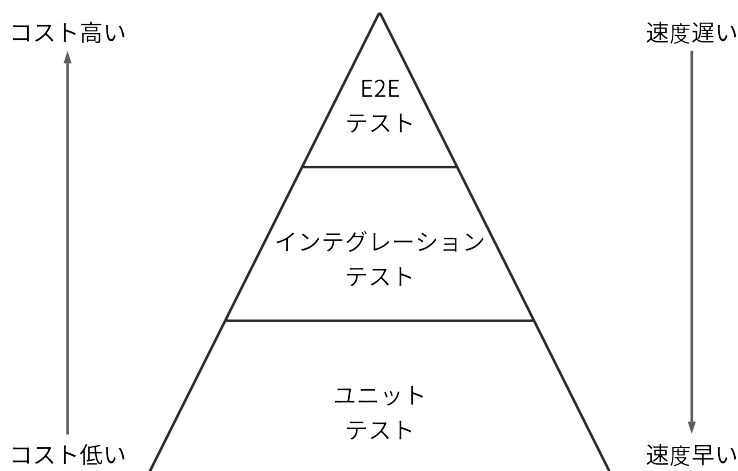 コスト高い
速度遅い
E2E
テスト
インテグレーション
テスト
ユニット
テスト
コスト低い
速度早い